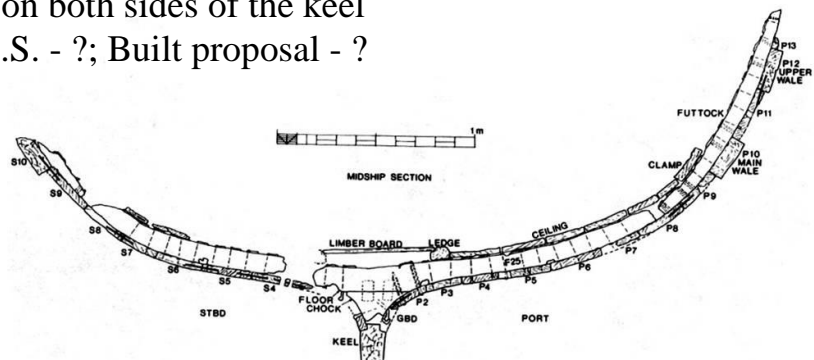 on both sides of the keel
.S. - ?; Built proposal - ?
P13
P12
UPPER
WALE
FUTTOCK
P11
1m
P10
MAIN
WALE
S10
MIDSHIP SECTION
CLAMP
S9
P9
CEILING
S8
P8
LIMBER BOARD
LEDGE
S7
P7
F25
P6
S6
P5
S5
P4
S4
P3
FLOOR
CHOCK
P2
STBD
GBD
PORT
KEEL